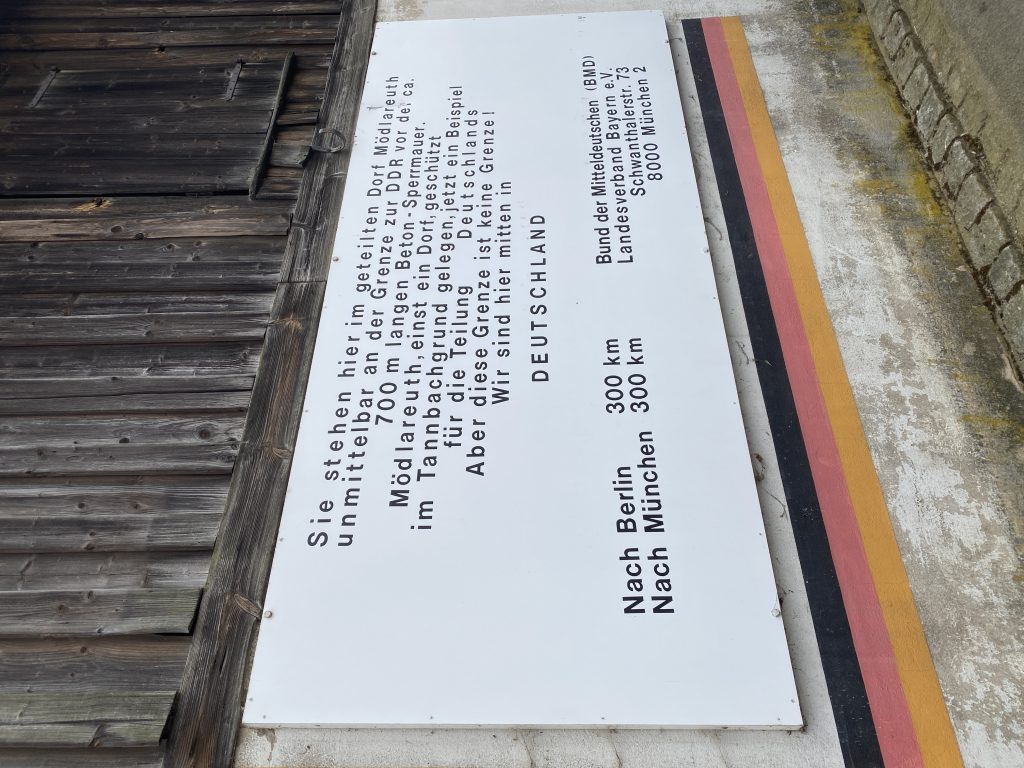 Sie stehen hier im geteilten Dorf Mödlareuth
unmittelbar an der Grenze zur DDR vor der ca.
700 m langen Beton-Sperrmauer.
Mödlareuth, einst ein Dorf, geschützt
im Tannbachgrund gelegen, jetzt ein Beispiel
für die Teilung Deutschlands
Aber diese Grenze ist keine Grenze!
Wir sind hier mitten in
DEUTSCHLAND
Bund der Mitteldeutschen (BMD)
Landesverband Bayern e.V.
Schwanthalerstr. 73
8000 München 2
Nach Berlin 300 km
Nach München 300 km